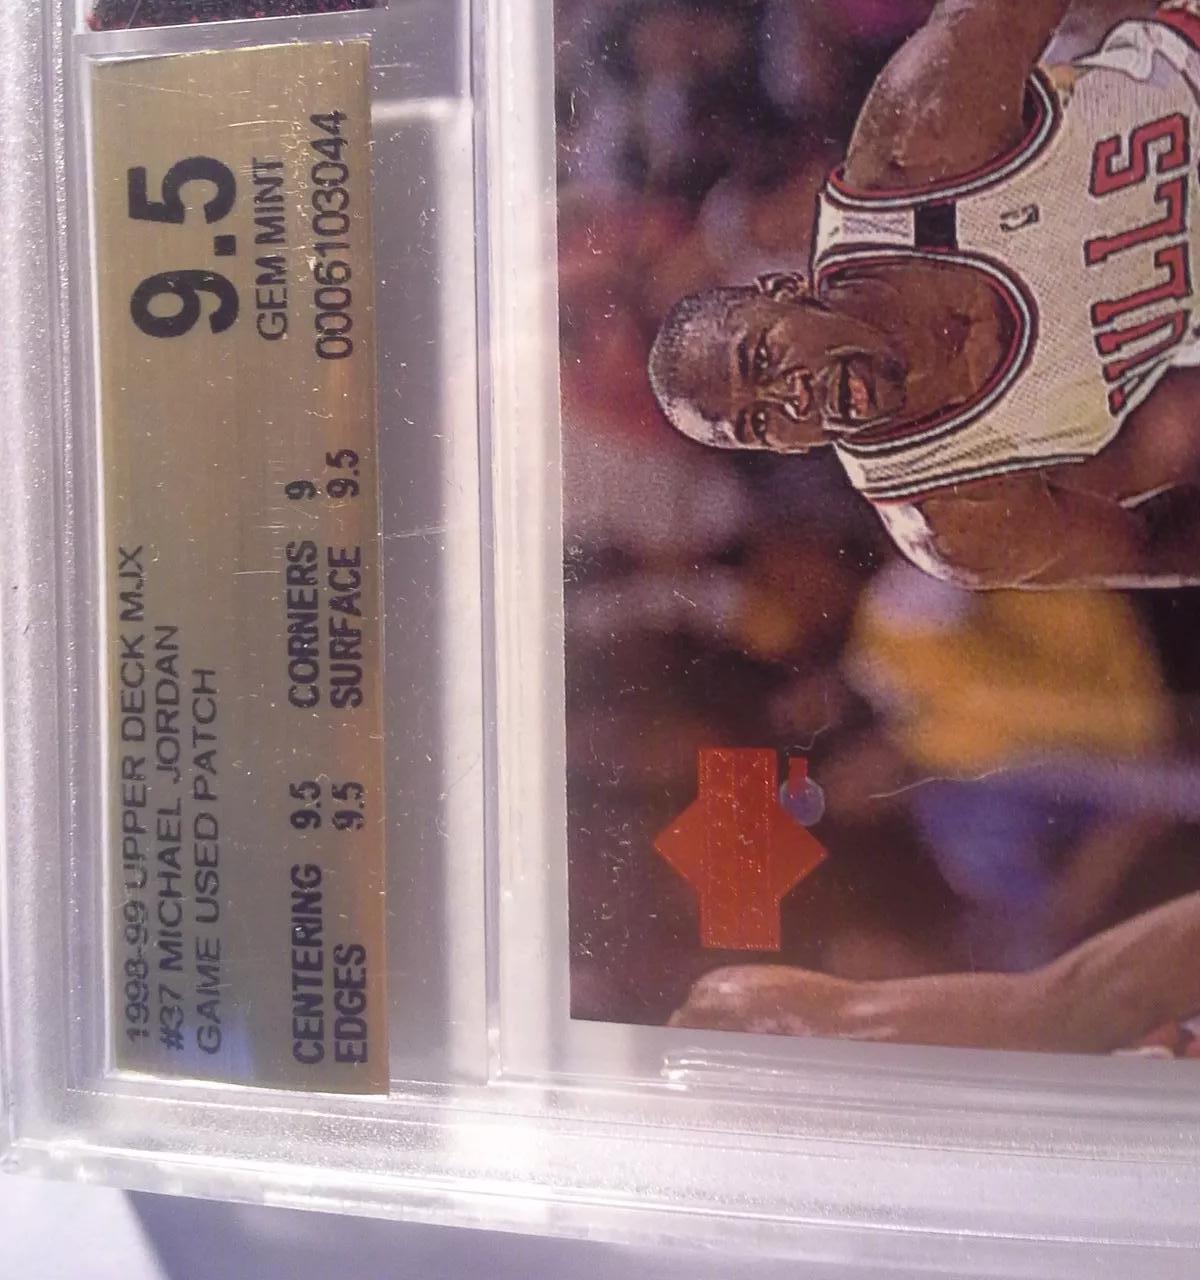 1998-99 UPPER DECK MJX
#37 MICHAEL JORDAN
GAME USED PATCH
9.5
GEM MINT
CENTERING 9.5 CORNERS 9
EDGES 9.5 SURFACE 9.5
0006103044
BULLS